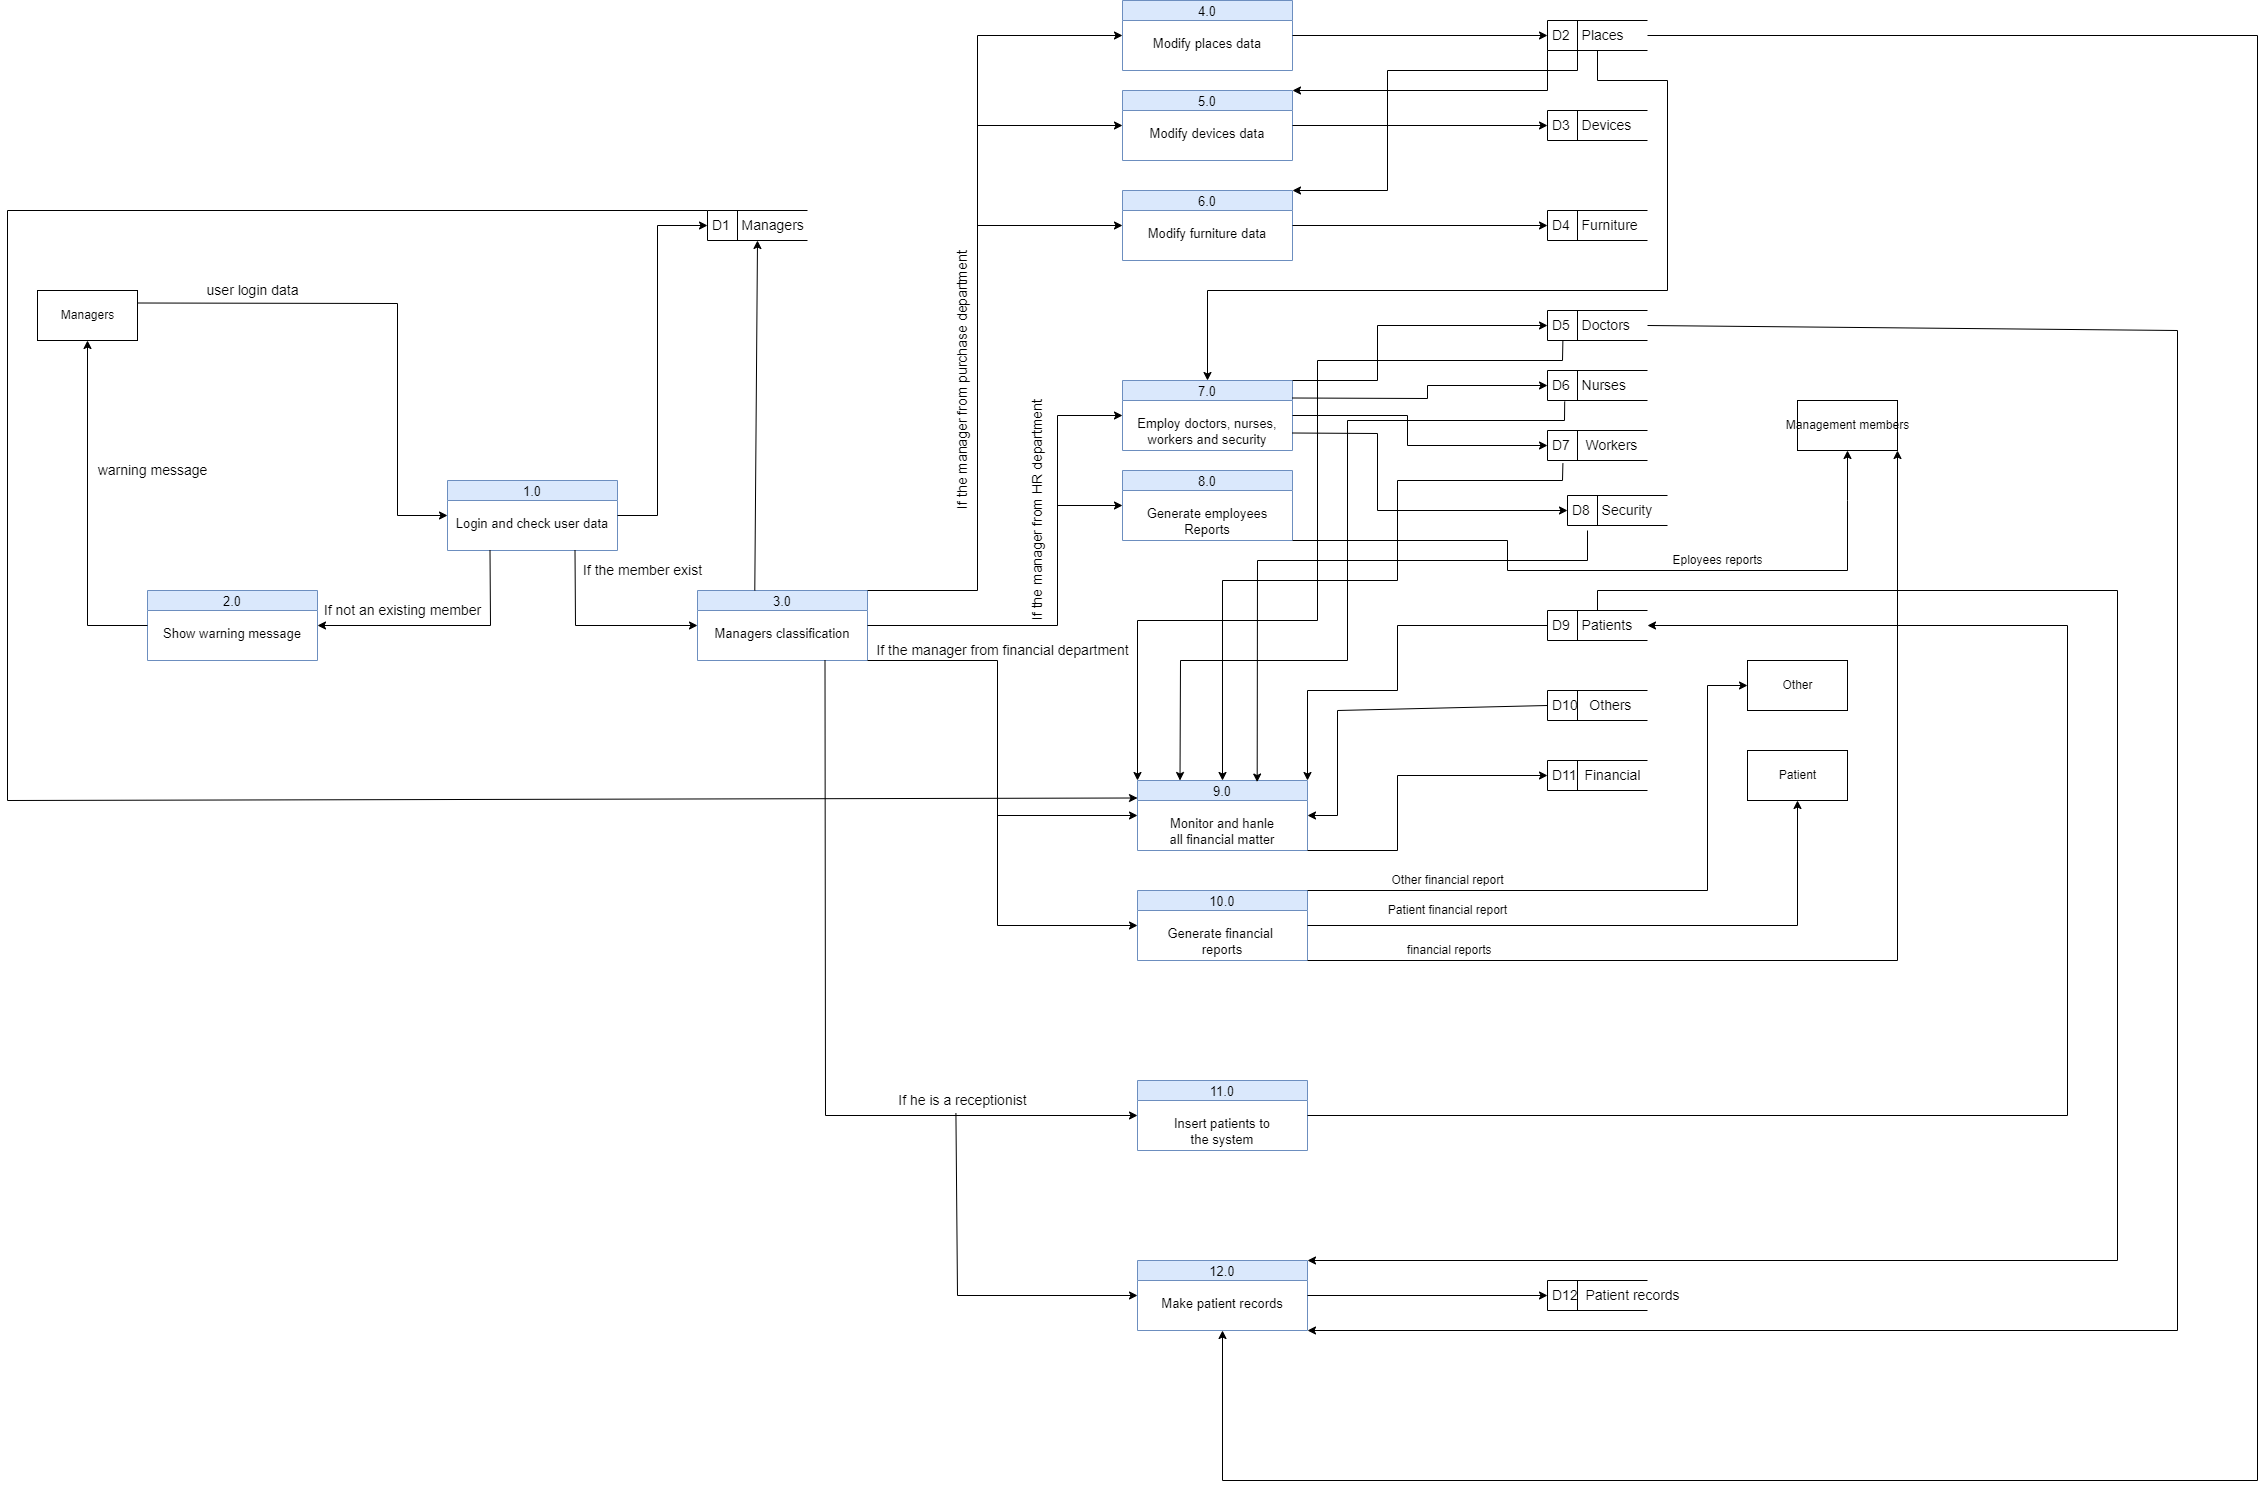 4.0
Modify places data
D2 Places
5.0
Modify devices data
D3 Devices
6.0
Modify furniture data
D4 Furniture
D1 Managers
If the manager from purchase department
user login data
Managers
D5 Doctors
7.0
Employ doctors, nurses,
workers and security
D6 Nurses
If the manager from HR department
Management members
D7 Workers
warning message
8.0
Generate employees
Reports
1.0
Login and check user data
D8 Security
Eployees reports
If the member exist
2.0
Show warning message
If not an existing member
3.0
Managers classification
If the manager from financial department
D9 Patients
Other
D10 Others
Patient
D11 Financial
9.0
Monitor and hanle
all financial matter
Other financial report
10.0
Generate financial
reports
Patient financial report
financial reports
11.0
Insert patients to
the system
If he is a receptionist
12.0
Make patient records
D12 Patient records